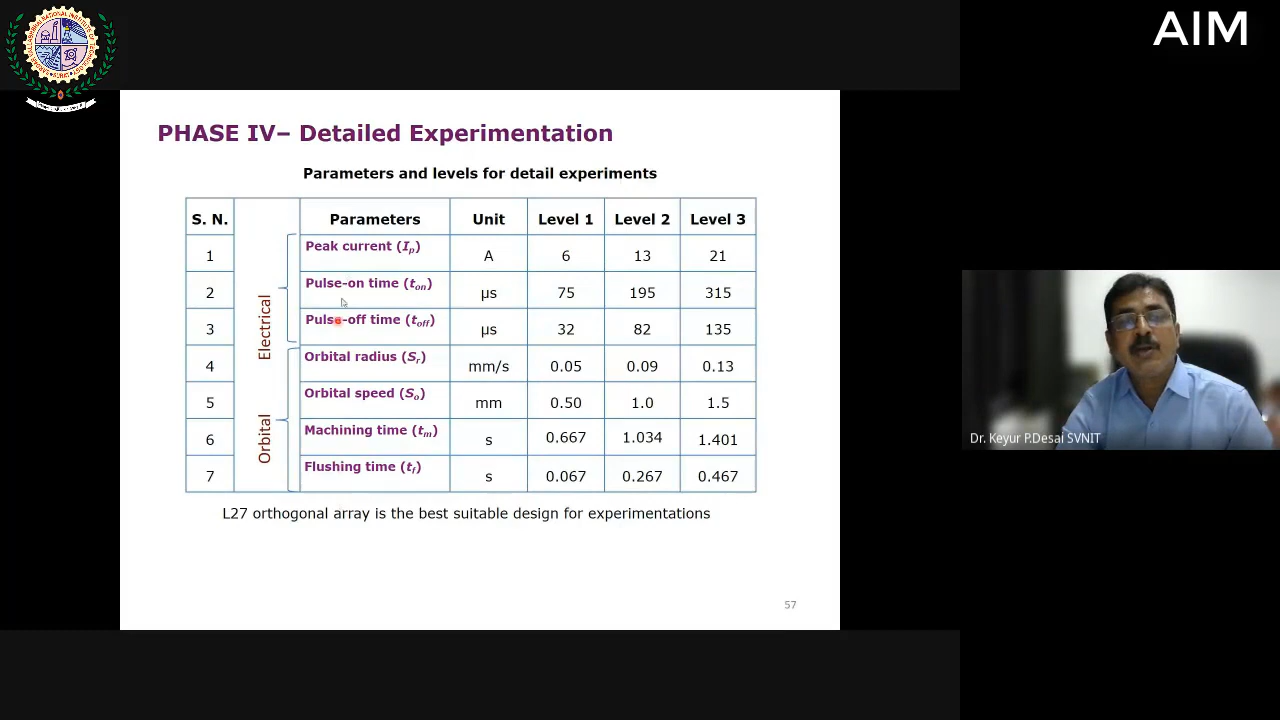 AIM
PHASE IV– Detailed Experimentation
Parameters and levels for detail experiments
S. N. Parameters Unit Level 1 Level 2 Level 3
Electrical
1 Peak current (Ip) A 6 13 21
2 Pulse-on time (ton) µs 75 195 315
3 Pulse-off time (toff) µs 32 82 135
Orbital
4 Orbital radius (Sr) mm/s 0.05 0.09 0.13
5 Orbital speed (So) mm 0.50 1.0 1.5
6 Machining time (tm) s 0.667 1.034 1.401
7 Flushing time (tf) s 0.067 0.267 0.467
L27 orthogonal array is the best suitable design for experimentations
57
Dr. Keyur P.Desai SVNIT